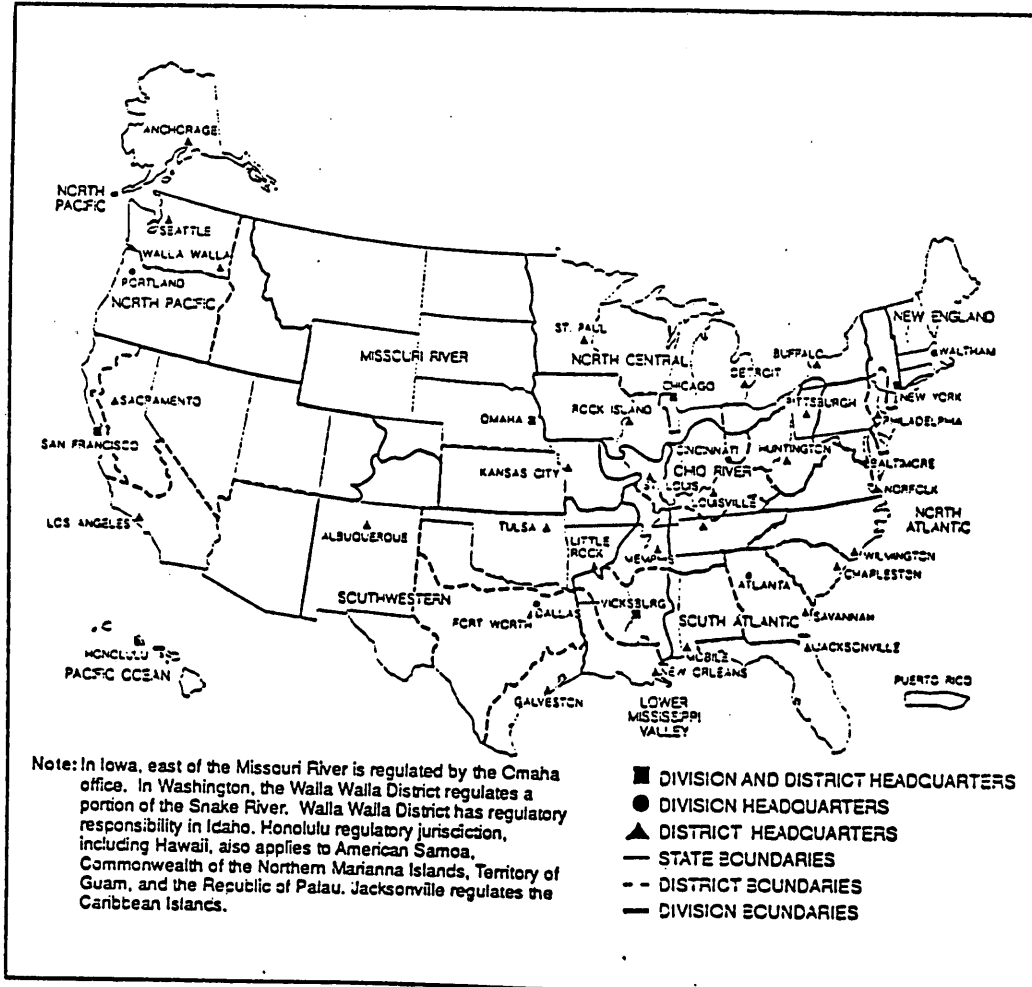 ANCHORAGE
NORTH
PACIFIC
SEATTLE
WALLA WALLA
PORTLAND
NORTH PACIFIC
ST. PAUL
NEW ENGLAND
MISSOURI RIVER
NORTH CENTRAL
BUFFALO
WALTHAM
DETROIT
CHICAGO
SACRAMENTO
OMAHA
ROCK ISLAND
PITTSBURGH
NEW YORK
PHILADELPHIA
SAN FRANCISCO
CINCINNATI
HUNTINGTON
KANSAS CITY
OHIO RIVER
BALTIMORE
ST. LOUIS
LOUISVILLE
NORFOLK
LOS ANGELES
ALBUQUERQUE
TULSA
NORTH
ATLANTIC
LITTLE
ROCK
MEMPHIS
WILMINGTON
CHARLESTON
ATLANTA
SOUTHWESTERN
DALLAS
VICKSBURG
FORT WORTH
SOUTH ATLANTIC
SAVANNAH
HONOLULU
JACKSONVILLE
PACIFIC OCEAN
MOBILE
NEW ORLEANS
PUERTO RICO
GALVESTON
LOWER
MISSISSIPPI
VALLEY
Note: In Iowa, east of the Missouri River is regulated by the Omaha
office. In Washington, the Walla Walla District regulates a
portion of the Snake River. Walla Walla District has regulatory
responsibility in Idaho. Honolulu regulatory jurisdiction,
including Hawaii, also applies to American Samoa,
Commonwealth of the Northern Marianna Islands, Territory of
Guam, and the Republic of Palau. Jacksonville regulates the
Caribbean Islands.
DIVISION AND DISTRICT HEADQUARTERS
DIVISION HEADQUARTERS
DISTRICT HEADQUARTERS
STATE BOUNDARIES
DISTRICT BOUNDARIES
DIVISION BOUNDARIES